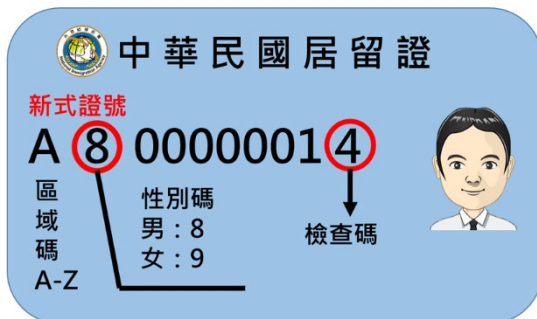 中華民國居留證
新式證號
A 8 00000014
區域碼
A-Z
性別碼
男：8
女：9
檢查碼